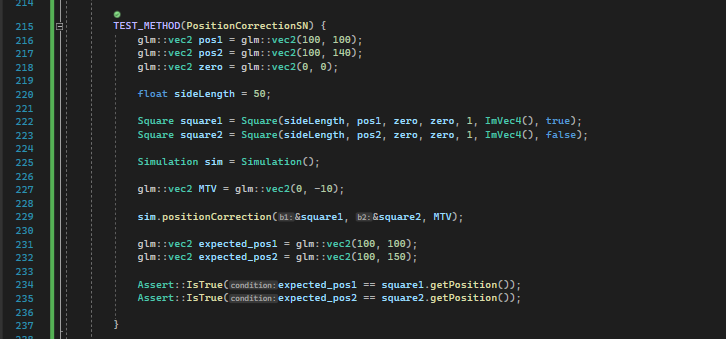 214
215 TEST_METHOD(PositionCorrectionSN) {
216 glm::vec2 pos1 = glm::vec2(100, 100);
217 glm::vec2 pos2 = glm::vec2(100, 140);
218 glm::vec2 zero = glm::vec2(0, 0);
219
220 float sideLength = 50;
221
222 Square square1 = Square(sideLength, pos1, zero, zero, 1, ImVec4(), true);
223 Square square2 = Square(sideLength, pos2, zero, zero, 1, ImVec4(), false);
224
225 Simulation sim = Simulation();
226
227 glm::vec2 MTV = glm::vec2(0, -10);
228
229 sim.positionCorrection(b1:&square1, b2:&square2, MTV);
230
231 glm::vec2 expected_pos1 = glm::vec2(100, 100);
232 glm::vec2 expected_pos2 = glm::vec2(100, 150);
233
234 Assert::IsTrue(condition:expected_pos1 == square1.getPosition());
235 Assert::IsTrue(condition:expected_pos2 == square2.getPosition());
236
237 }
238